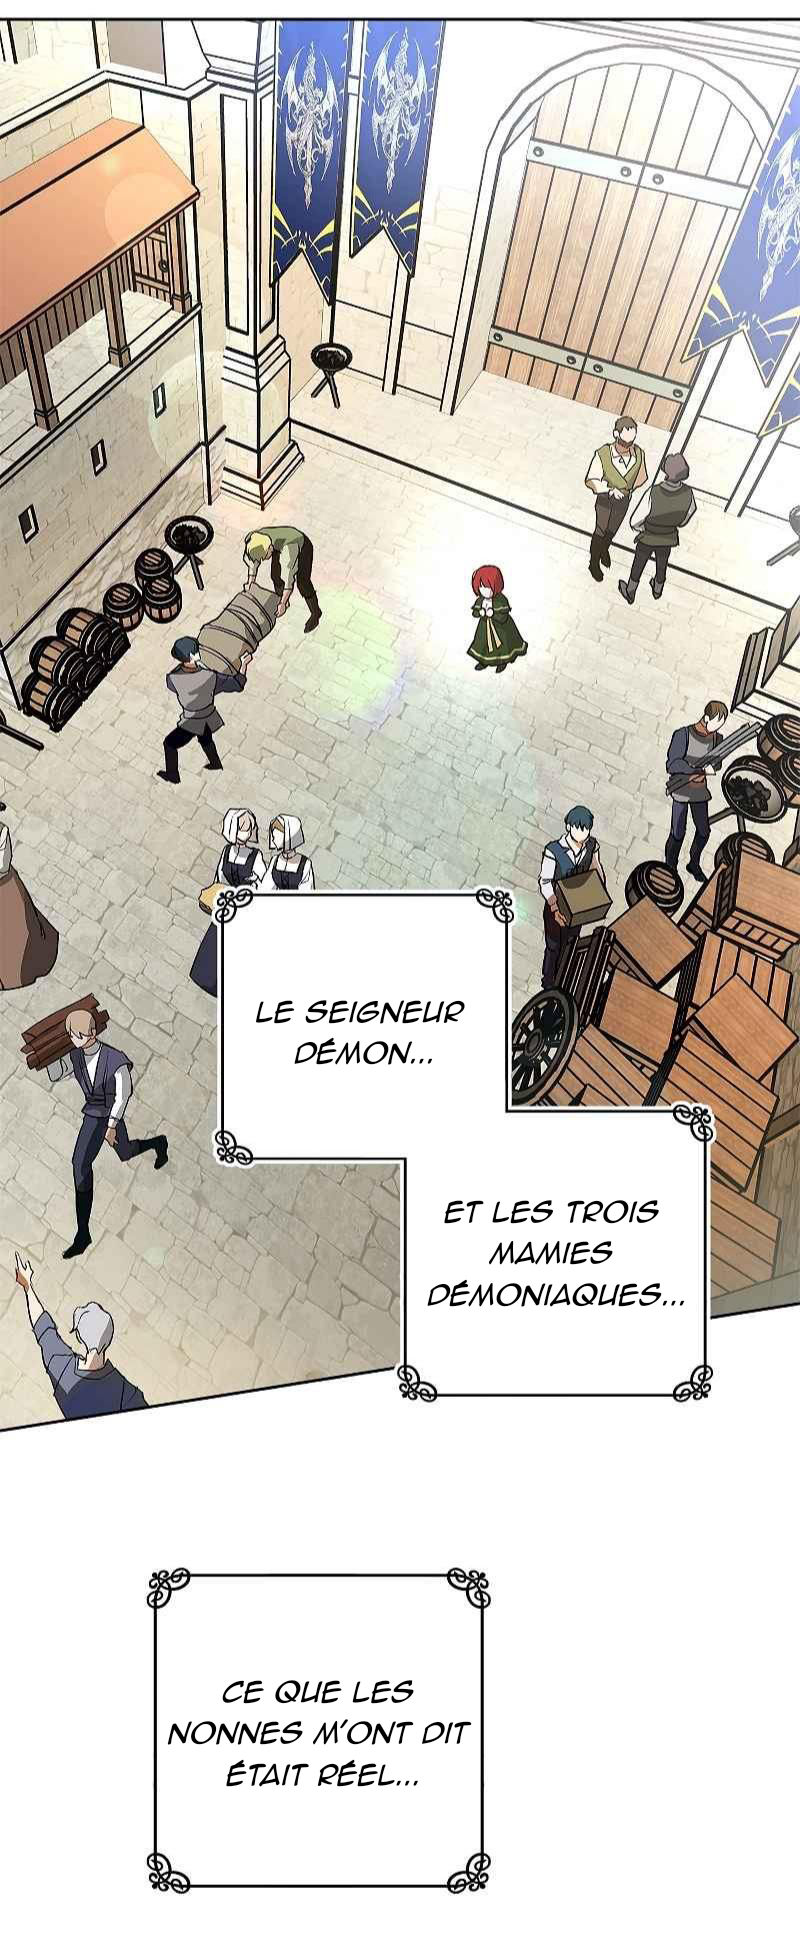 LE SEIGNEUR
DÉMON...
ET LES TROIS
MAMIES
DÉMONIAQUES...
CE QUE LES
NONNES M'ONT DIT
ÉTAIT RÉEL...